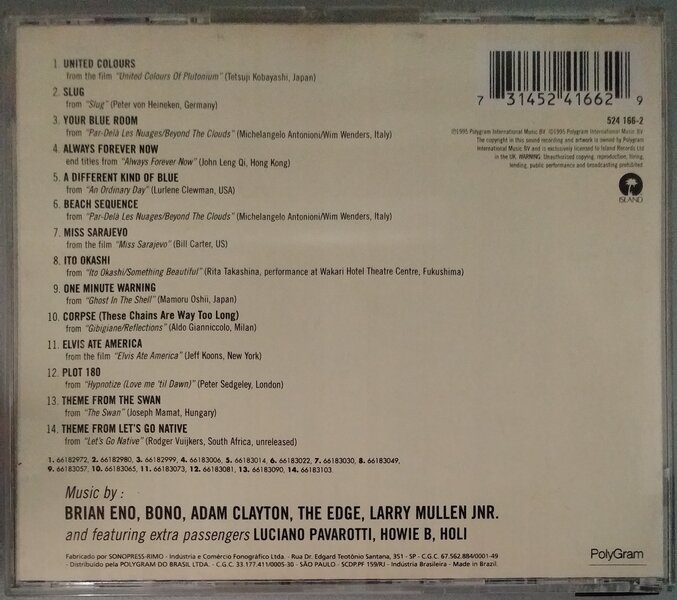 1. UNITED COLOURS
from the film "United Colours Of Plutonium" (Tetsuji Kobayashi, Japan)
2. SLUG
from "Slug" (Peter von Heineken, Germany)
3. YOUR BLUE ROOM
from "Par-Delà Les Nuages/Beyond The Clouds" (Michelangelo Antonioni/Wim Wenders, Italy)
4. ALWAYS FOREVER NOW
end titles from "Always Forever Now" (John Leng Qi, Hong Kong)
5. A DIFFERENT KIND OF BLUE
from "An Ordinary Day" (Lurlene Clewman, USA)
6. BEACH SEQUENCE
from "Par-Delà Les Nuages/Beyond The Clouds" (Michelangelo Antonioni/Wim Wenders, Italy)
7. MISS SARAJEVO
from the film "Miss Sarajevo" (Bill Carter, US)
8. ITO OKASHI
from "Ito Okashi/Something Beautiful" (Rita Takashina, performance at Wakari Hotel Theatre Centre, Fukushima)
9. ONE MINUTE WARNING
from "Ghost In The Shell" (Mamoru Oshii, Japan)
10. CORPSE (These Chains Are Way Too Long)
from "Gibigiane/Reflections" (Aldo Gianniccolo, Milan)
11. ELVIS ATE AMERICA
from the film "Elvis Ate America" (Jeff Koons, New York)
12. PLOT 180
from "Hypnotize (Love me 'til Dawn)" (Peter Sedgeley, London)
13. THEME FROM THE SWAN
from "The Swan" (Joseph Mamat, Hungary)
14. THEME FROM LET'S GO NATIVE
from "Let's Go Native" (Rodger Vuijkers, South Africa, unreleased)
1. 66182972, 2. 66182980, 3. 66182999, 4. 66183006, 5. 66183014, 6. 66183022, 7. 66183030, 8. 66183049,
9. 66183057, 10. 66183065, 11. 66183073, 12. 66183081, 13. 66183090, 14. 66183103.
Music by :
BRIAN ENO, BONO, ADAM CLAYTON, THE EDGE, LARRY MULLEN JNR.
and featuring extra passengers LUCIANO PAVAROTTI, HOWIE B, HOLI
Fabricado por SONOPRESS-RIMO - Indústria e Comércio Fonográfico Ltda. - Rua Dr. Edgard Teotônio Santana, 351 - SP - C.G.C. 67.562.884/0001-49
- Distribuído pela POLYGRAM DO BRASIL LTDA. - C.G.C. 33.177.411/0005-30 - SÃO PAULO - SCDP.PF 159/RJ - Indústria Brasileira - Made in Brazil.
7 31452 41662 9
524 166-2
℗1995 Polygram International Music BV. ©1995 Polygram International Music BV.
The copyright in this sound recording and artwork is owned by Polygram
International Music BV and is exclusively licensed to Island Records Ltd
in the UK. WARNING: Unauthorized copying, reproduction, hiring,
lending, public performance and broadcasting prohibited.
ISLAND
PolyGram